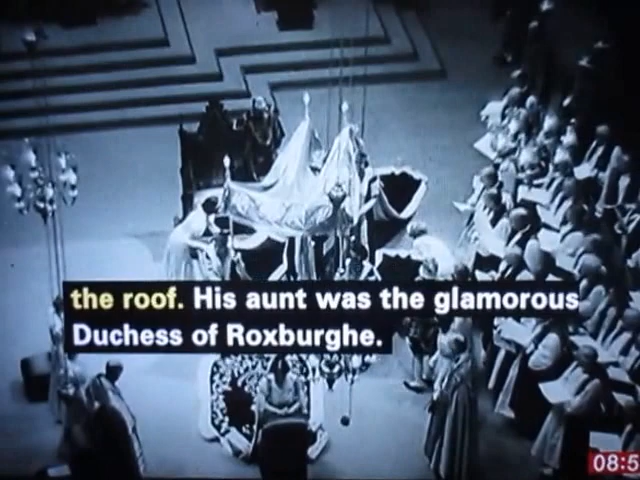 the roof. His aunt was the glamorous
Duchess of Roxburghe.
08:5